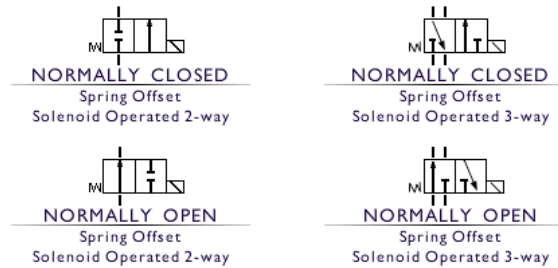 NORMALLY CLOSED
Spring Offset
Solenoid Operated 2-way
NORMALLY CLOSED
Spring Offset
Solenoid Operated 3-way
NORMALLY OPEN
Spring Offset
Solenoid Operated 2-way
NORMALLY OPEN
Spring Offset
Solenoid Operated 3-way